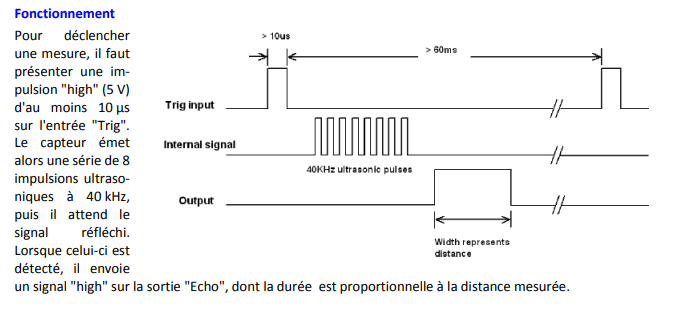 Fonctionnement
Pour déclencher
une mesure, il faut
présenter une im-
pulsion "high" (5 V)
d'au moins 10 µs
sur l'entrée "Trig".
Le capteur émet
alors une série de 8
impulsions ultraso-
niques à 40 kHz,
puis il attend le
signal réfléchi.
Lorsque celui-ci est
détecté, il envoie
un signal "high" sur la sortie "Echo", dont la durée est proportionnelle à la distance mesurée.
> 10us
> 60ms
Trig input
Internal signal
40KHz ultrasonic pulses
Output
Width represents
distance